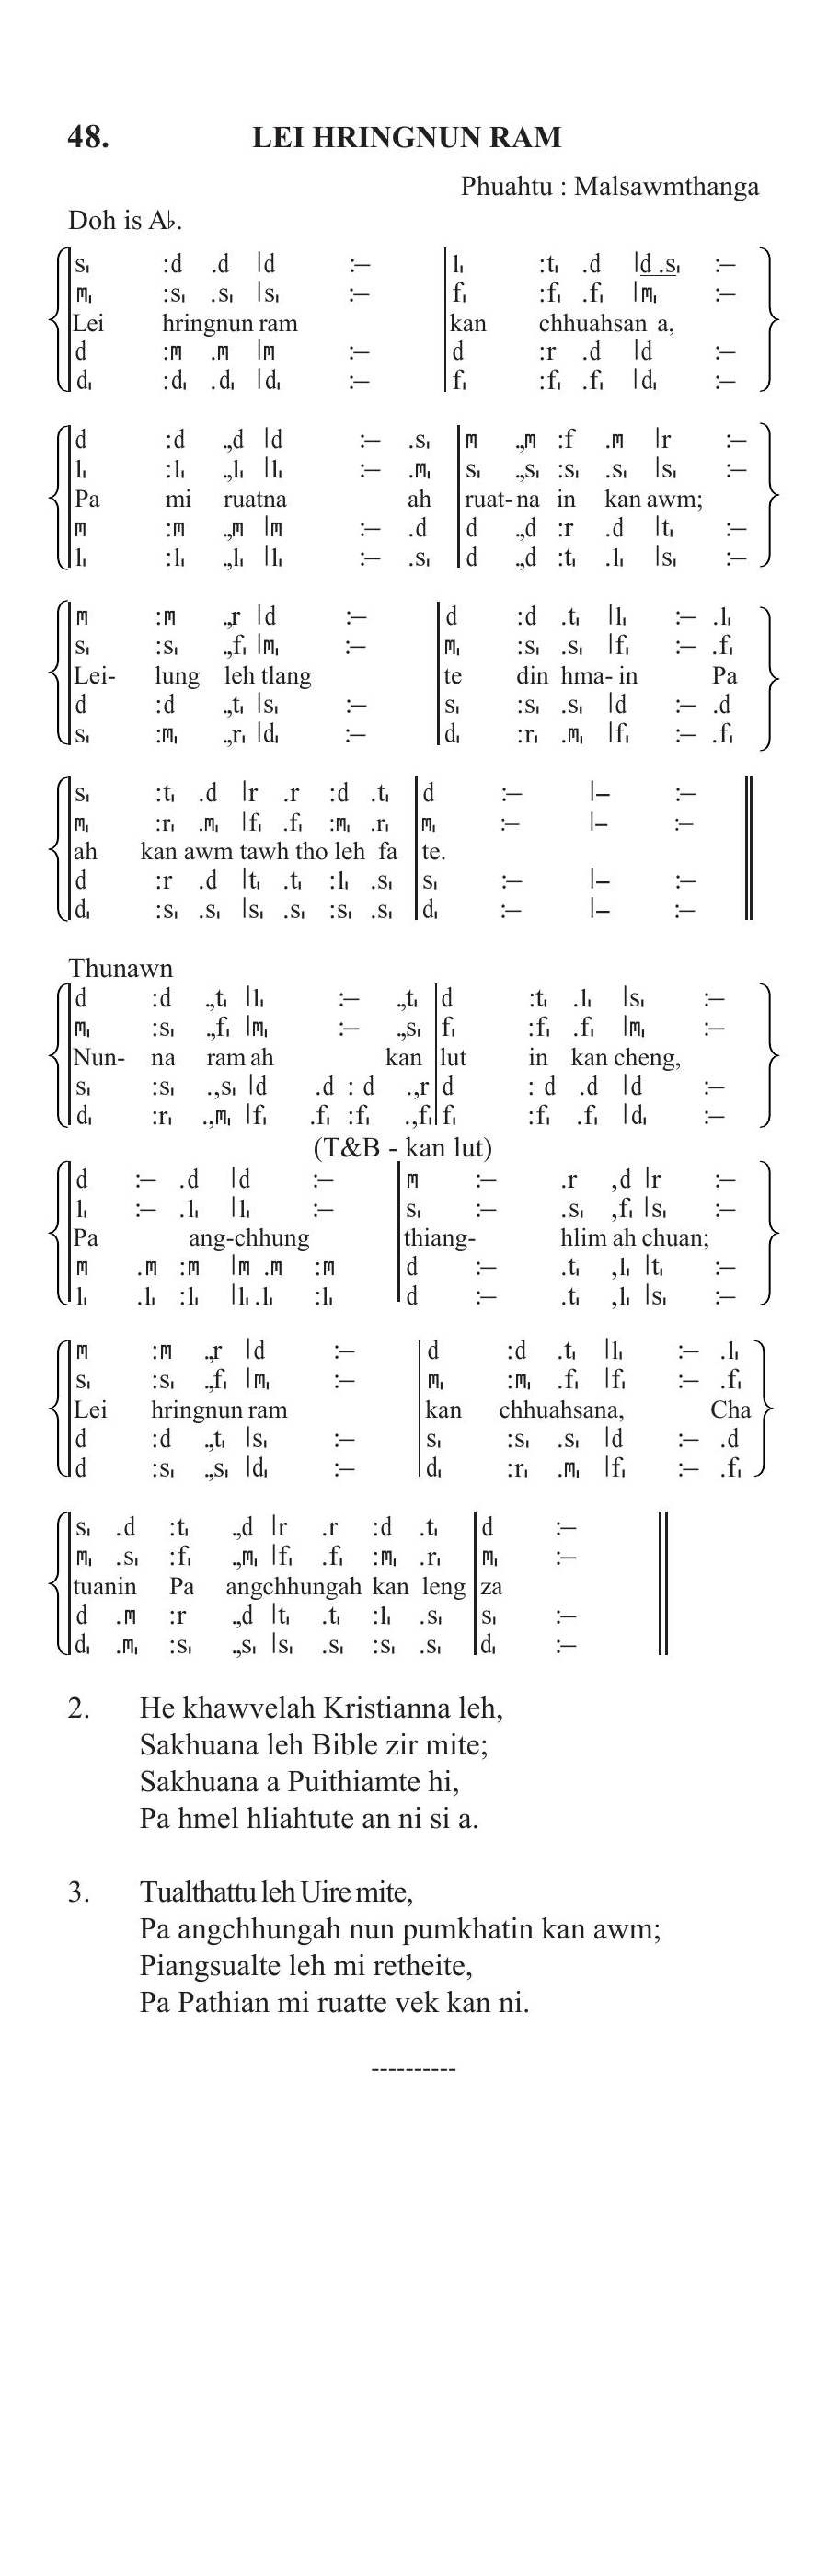 48. LEI HRINGNUN RAM
Phuahtu : Malsawmthanga
Doh is A♭.
s₁ :d .d |d :– | l₁ :t₁ .d |d .s₁ :–
m₁ :s₁ .s₁ |s₁ :– | f₁ :f₁ .f₁ |m₁ :–
Lei hringnun ram kan chhuahsan a,
d :m .m |m :– | d :r .d |d :–
d₁ :d₁ .d₁ |d₁ :– | f₁ :f₁ .f₁ |d₁ :–
d :d .,d |d :– .s₁ | m .,m :f .m |r :–
l₁ :l₁ .,l₁ |l₁ :– .m₁ | s₁ .,s₁ :s₁ .s₁ |s₁ :–
Pa mi ruatna ah ruat-na in kan awm;
m :m .,m |m :– .d | d .,d :r .d |t₁ :–
l₁ :l₁ .,l₁ |l₁ :– .s₁ | d .,d :t₁ .l₁ |s₁ :–
m :m .,r |d :– | d :d .t₁ |l₁ :– .l₁
s₁ :s₁ .,f₁ |m₁ :– | m₁ :s₁ .s₁ |f₁ :– .f₁
Lei- lung leh tlang te din hma- in Pa
d :d .,t₁ |s₁ :– | s₁ :s₁ .s₁ |d :– .d
s₁ :m₁ .,r₁ |d₁ :– | d₁ :r₁ .m₁ |f₁ :– .f₁
s₁ :t₁ .d |r .r :d .t₁ | d :– |– :–
m₁ :r₁ .m₁ |f₁ .f₁ :m₁ .r₁ | m₁ :– |– :–
ah kan awm tawh tho leh fa te.
d :r .d |t₁ .t₁ :l₁ .s₁ | s₁ :– |– :–
d₁ :s₁ .s₁ |s₁ .s₁ :s₁ .s₁ | d₁ :– |– :–
Thunawn
d :d .,t₁ |l₁ :– .,t₁ | d :t₁ .l₁ |s₁ :–
m₁ :s₁ .,f₁ |m₁ :– .,s₁ | f₁ :f₁ .f₁ |m₁ :–
Nun- na ram ah kan lut in kan cheng,
s₁ :s₁ .,s₁ |d .d : d .,r | d : d .d |d :–
d₁ :r₁ .,m₁ |f₁ .f₁ :f₁ .,f₁ | f₁ :f₁ .f₁ |d₁ :–
(T&B - kan lut)
d :– .d |d :– | m :– .r ,d |r :–
l₁ :– .l₁ |l₁ :– | s₁ :– .s₁ ,f₁ |s₁ :–
Pa ang-chhung thiang- hlim ah chuan;
m .m :m |m .m :m | d :– .t₁ ,l₁ |t₁ :–
l₁ .l₁ :l₁ |l₁ .l₁ :l₁ | d :– .t₁ ,l₁ |s₁ :–
m :m .,r |d :– | d :d .t₁ |l₁ :– .l₁
s₁ :s₁ .,f₁ |m₁ :– | m₁ :m₁ .f₁ |f₁ :– .f₁
Lei hringnun ram kan chhuahsana, Cha
d :d .,t₁ |s₁ :– | s₁ :s₁ .s₁ |d :– .d
d :s₁ .,s₁ |d₁ :– | d₁ :r₁ .m₁ |f₁ :– .f₁
s₁ .d :t₁ .,d |r .r :d .t₁ | d :–
m₁ .s₁ :f₁ .,m₁ |f₁ .f₁ :m₁ .r₁ | m₁ :–
tuanin Pa angchhungah kan leng za
d .m :r .,d |t₁ .t₁ :l₁ .s₁ | s₁ :–
d₁ .m₁ :s₁ .,s₁ |s₁ .s₁ :s₁ .s₁ | d₁ :–
2. He khawvelah Kristianna leh,
Sakhuana leh Bible zir mite;
Sakhuana a Puithiamte hi,
Pa hmel hliahtute an ni si a.
3. Tualthattu leh Uire mite,
Pa angchhungah nun pumkhatin kan awm;
Piangsualte leh mi retheite,
Pa Pathian mi ruatte vek kan ni.
----------